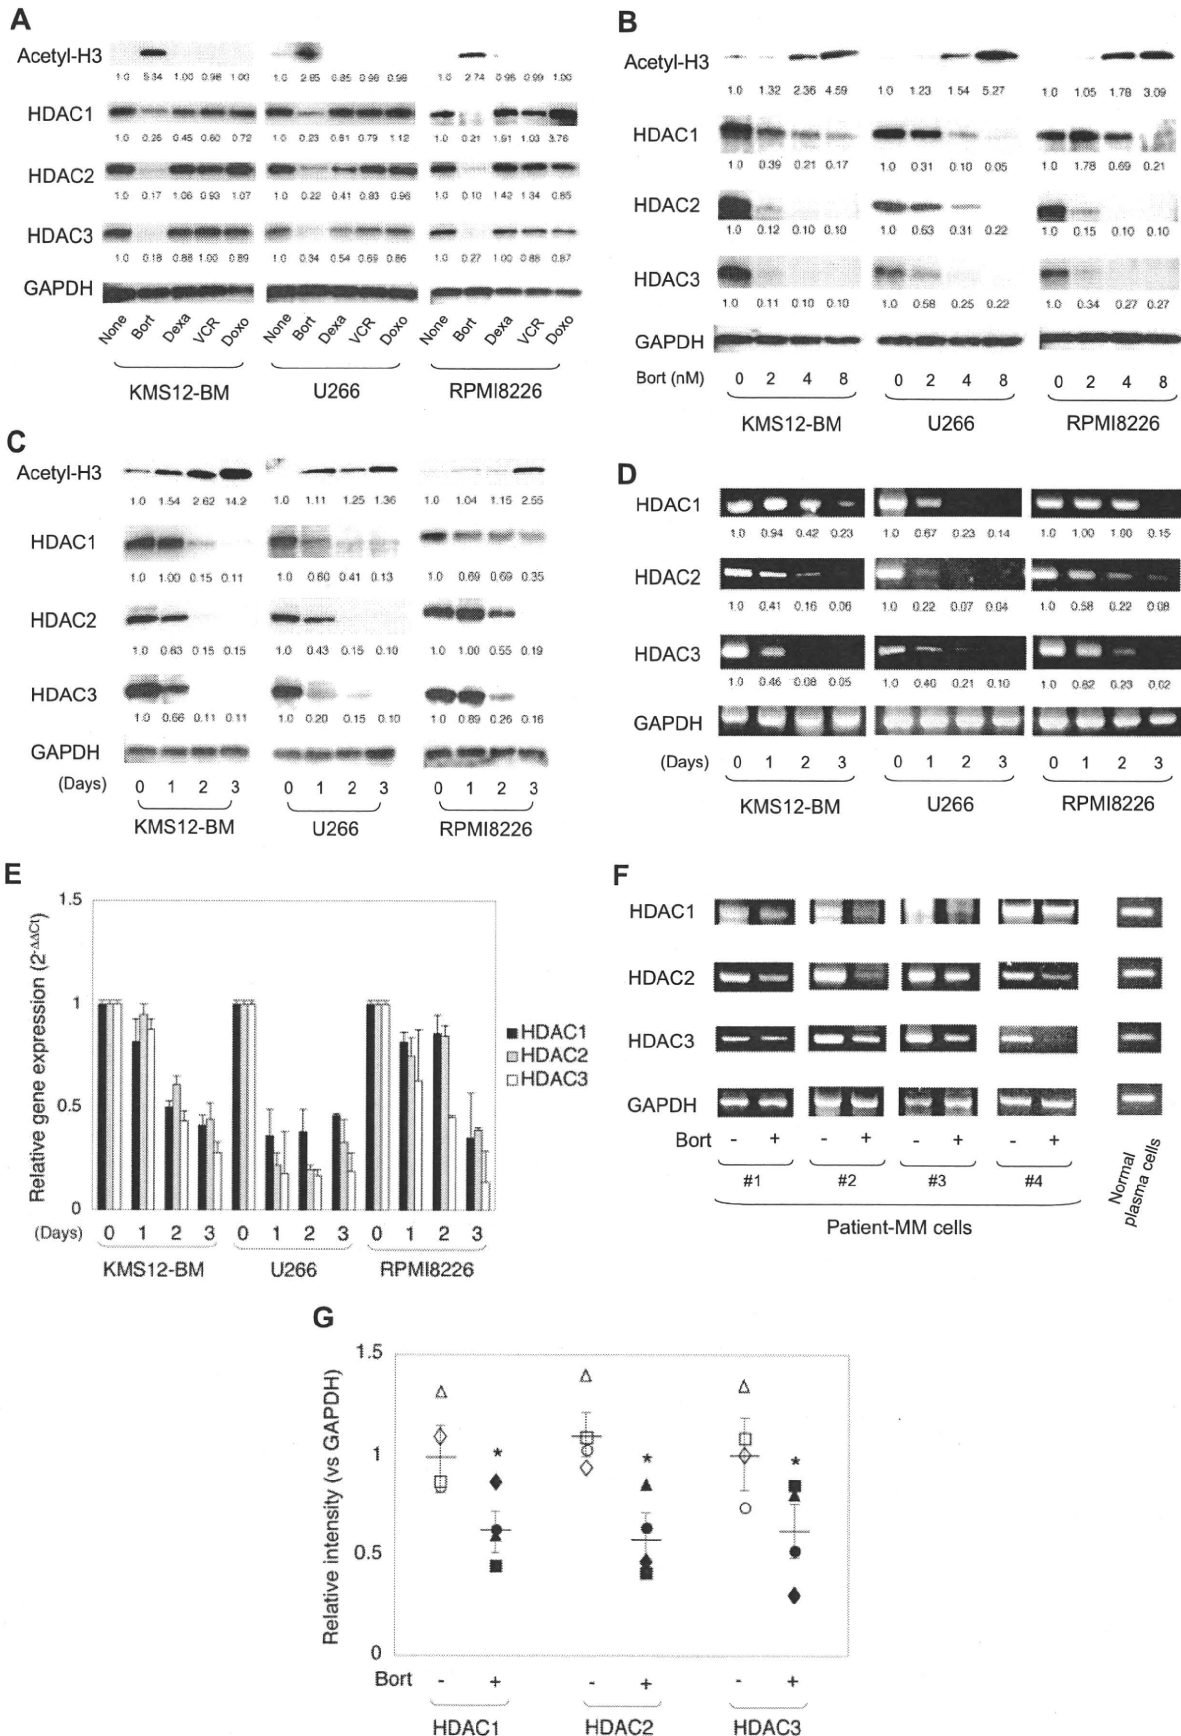 A
Acetyl-H3
1.0 5.34 1.00 0.98 1.00 1.0 2.85 0.85 0.98 0.98 1.0 2.74 0.96 0.99 1.00
HDAC1
1.0 0.26 0.45 0.60 0.72 1.0 0.23 0.81 0.79 1.12 1.0 0.21 1.91 1.03 3.76
HDAC2
1.0 0.17 1.06 0.93 1.07 1.0 0.22 0.41 0.83 0.96 1.0 0.10 1.42 1.34 0.85
HDAC3
1.0 0.18 0.88 1.00 0.89 1.0 0.34 0.54 0.69 0.86 1.0 0.27 1.00 0.88 0.87
GAPDH
None Bort Dexa VCR Doxo None Bort Dexa VCR Doxo None Bort Dexa VCR Doxo
KMS12-BM U266 RPMI8226
B
Acetyl-H3
1.0 1.32 2.36 4.59 1.0 1.23 1.54 5.27 1.0 1.05 1.78 3.09
HDAC1
1.0 0.39 0.21 0.17 1.0 0.31 0.10 0.05 1.0 1.78 0.69 0.21
HDAC2
1.0 0.12 0.10 0.10 1.0 0.63 0.31 0.22 1.0 0.15 0.10 0.10
HDAC3
1.0 0.11 0.10 0.10 1.0 0.58 0.25 0.22 1.0 0.34 0.27 0.27
GAPDH
Bort (nM) 0 2 4 8 0 2 4 8 0 2 4 8
KMS12-BM U266 RPMI8226
C
Acetyl-H3
1.0 1.54 2.62 14.2 1.0 1.11 1.25 1.36 1.0 1.04 1.15 2.55
HDAC1
1.0 1.00 0.15 0.11 1.0 0.60 0.41 0.13 1.0 0.69 0.69 0.35
HDAC2
1.0 0.63 0.15 0.15 1.0 0.43 0.15 0.10 1.0 1.00 0.55 0.19
HDAC3
1.0 0.66 0.11 0.11 1.0 0.20 0.15 0.10 1.0 0.89 0.26 0.16
GAPDH
(Days) 0 1 2 3 0 1 2 3 0 1 2 3
KMS12-BM U266 RPMI8226
D
HDAC1
1.0 0.94 0.42 0.23 1.0 0.67 0.23 0.14 1.0 1.00 1.00 0.15
HDAC2
1.0 0.41 0.16 0.06 1.0 0.22 0.07 0.04 1.0 0.58 0.22 0.08
HDAC3
1.0 0.46 0.08 0.05 1.0 0.40 0.21 0.10 1.0 0.82 0.23 0.02
GAPDH
(Days) 0 1 2 3 0 1 2 3 0 1 2 3
KMS12-BM U266 RPMI8226
E
Relative gene expression (2-ΔΔCt)
1.5
1
0.5
0
HDAC1
HDAC2
HDAC3
(Days) 0 1 2 3 0 1 2 3 0 1 2 3
KMS12-BM U266 RPMI8226
F
HDAC1
HDAC2
HDAC3
GAPDH
Bort - + - + - + - +
#1 #2 #3 #4
Patient-MM cells
Normal
plasma cells
G
Relative intensity (vs GAPDH)
1.5
1
0.5
0
* * *
Bort - + - + - +
HDAC1 HDAC2 HDAC3